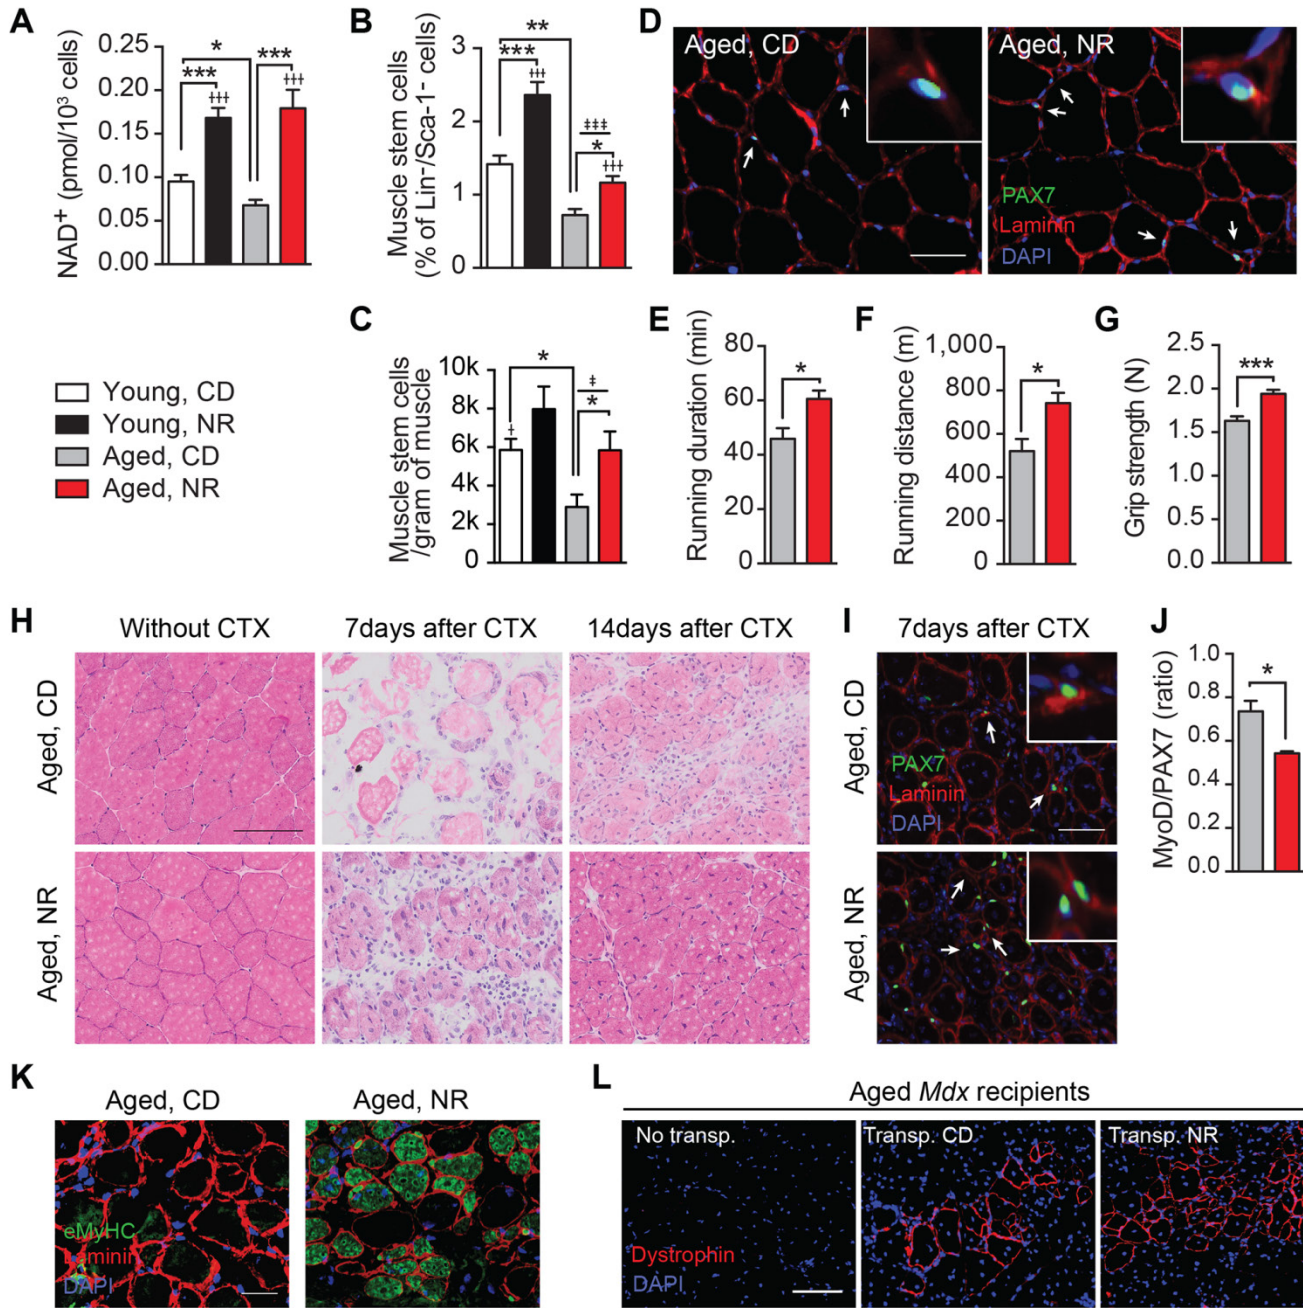 A
NAD⁺ (pmol/10³ cells)
0.25
0.20
0.15
0.10
0.05
0.00
*
***
***
†††
†††
B
Muscle stem cells
(% of Lin-/Sca-1- cells)
3
2
1
0
**
***
†††
‡‡‡
*
†††
C
Muscle stem cells
/gram of muscle
10k
8k
6k
4k
2k
0
*
‡
*
‡
Young, CD
Young, NR
Aged, CD
Aged, NR
D
Aged, CD
Aged, NR
PAX7
Laminin
DAPI
E
Running duration (min)
80
60
40
20
0
*
F
Running distance (m)
1,000
800
600
400
200
0
*
G
Grip strength (N)
2.5
2.0
1.5
1.0
0.5
0.0
***
H
Without CTX
7days after CTX
14days after CTX
Aged, CD
Aged, NR
I
7days after CTX
Aged, CD
PAX7
Laminin
DAPI
Aged, NR
J
MyoD/PAX7 (ratio)
1.0
0.8
0.6
0.4
0.2
0.0
*
K
Aged, CD
Aged, NR
eMyHC
Laminin
DAPI
L
Aged Mdx recipients
No transp.
Transp. CD
Transp. NR
Dystrophin
DAPI